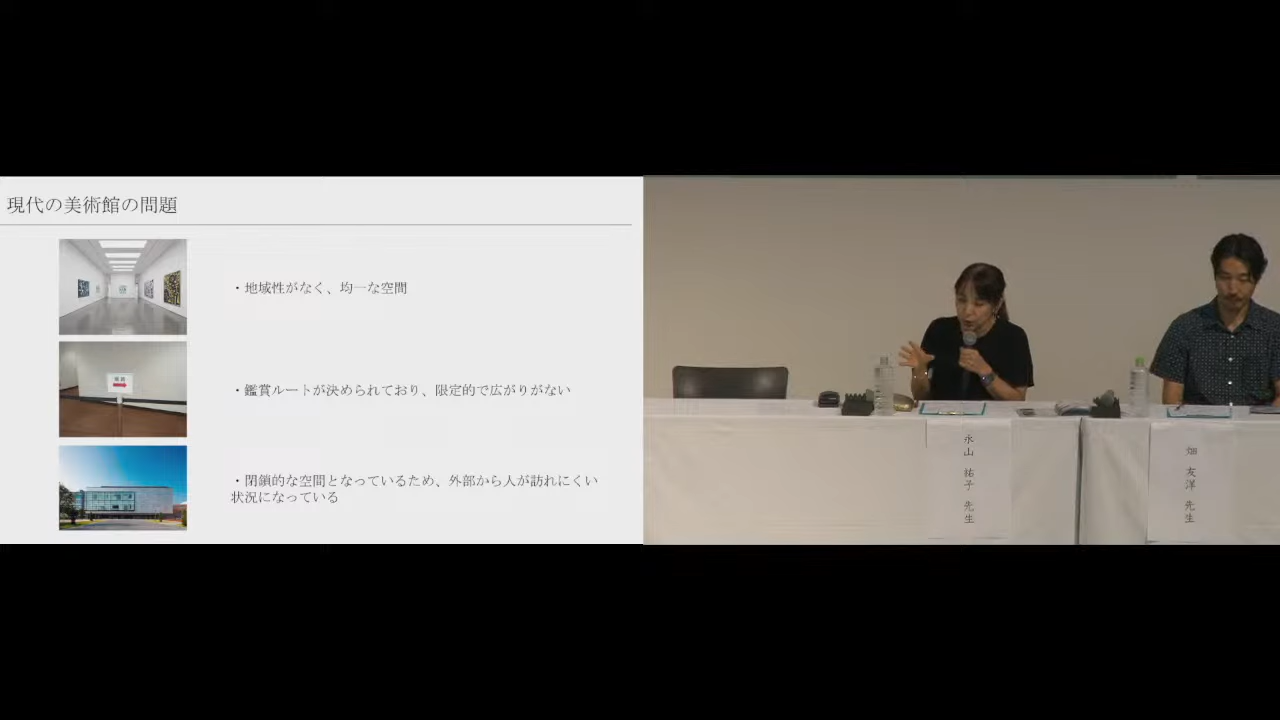 現代の美術館の問題
・地域性がなく、均一な空間
・鑑賞ルートが決められており、限定的で広がりがない
・閉鎖的な空間となっているため、外部から人が訪れにくい
状況になっている
永山 祐子 先生
畑 友洋 先生